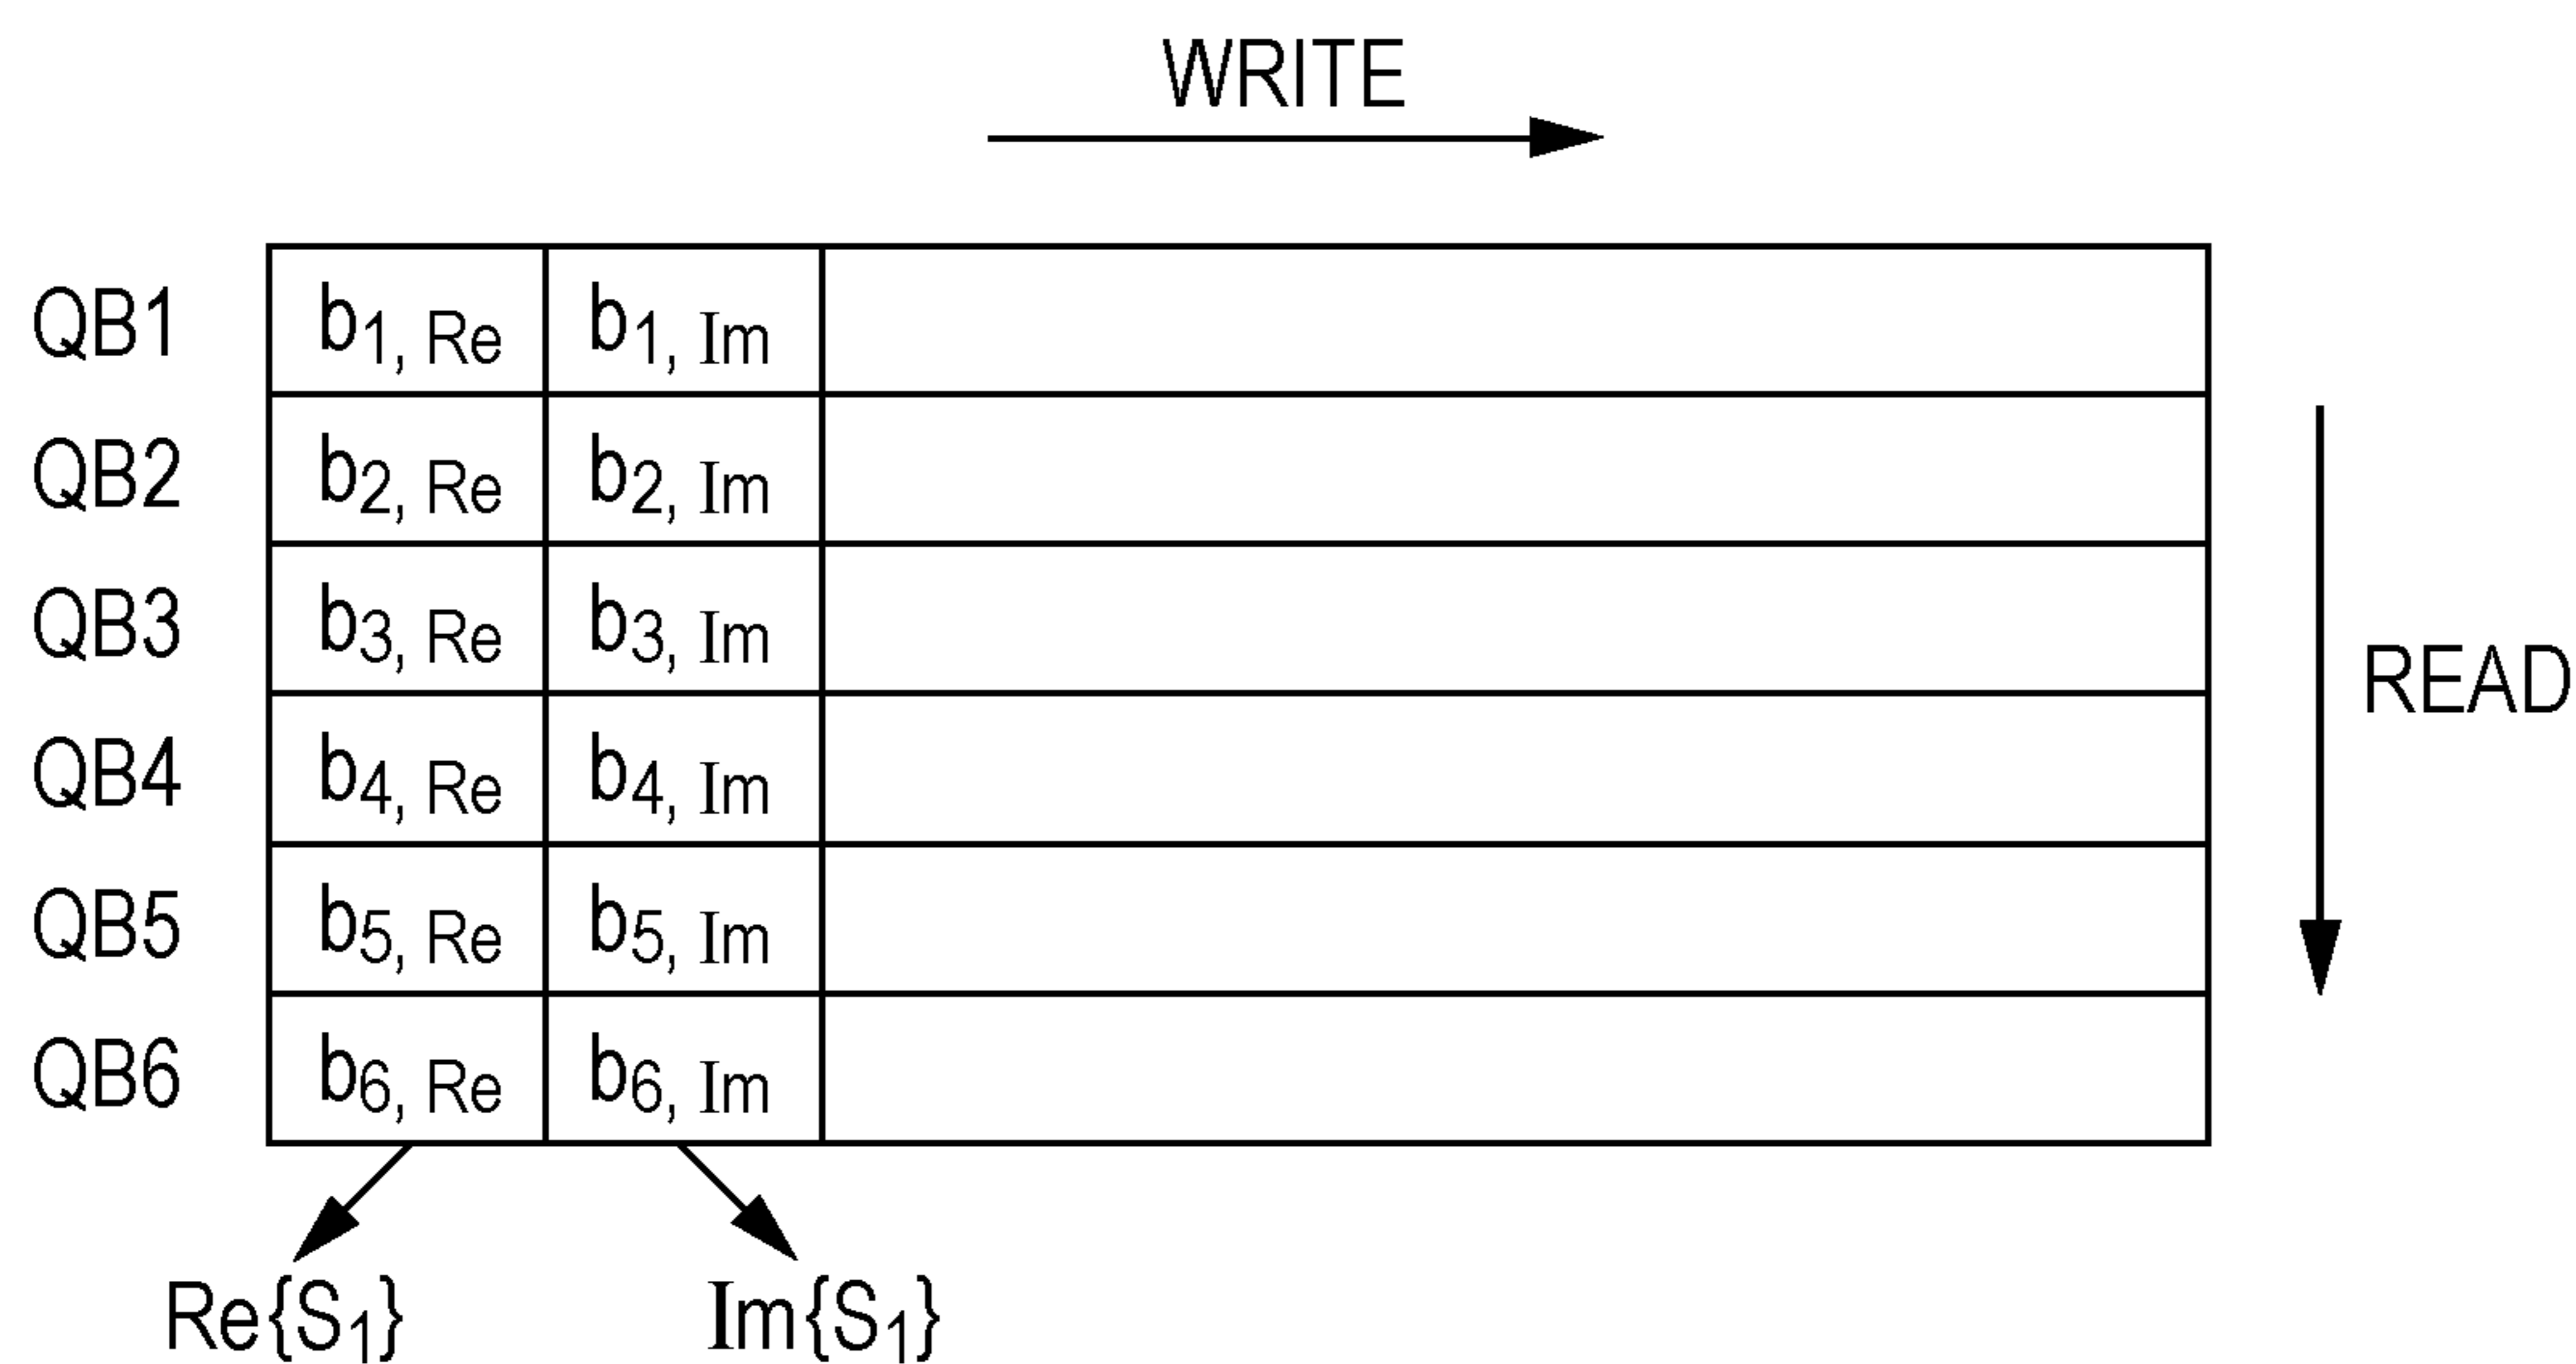 WRITE
QB1 b1, Re b1, Im
QB2 b2, Re b2, Im
QB3 b3, Re b3, Im
QB4 b4, Re b4, Im
QB5 b5, Re b5, Im
QB6 b6, Re b6, Im
READ
Re{S1} Im{S1}